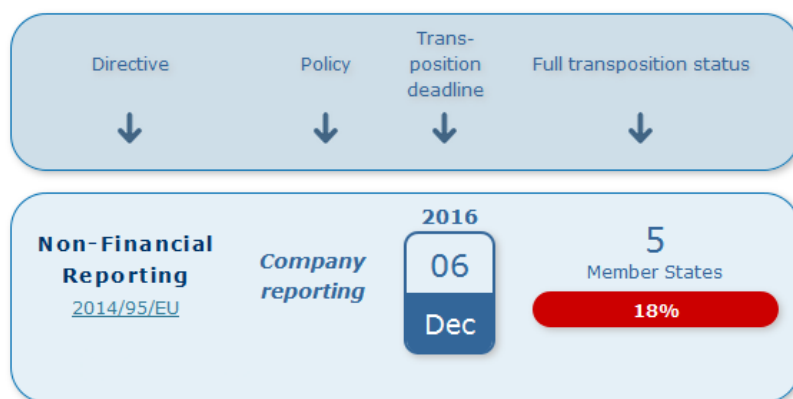 Directive
Policy
Trans-
position
deadline
Full transposition status
Non-Financial
Reporting
2014/95/EU
Company
reporting
2016
06
Dec
5
Member States
18%